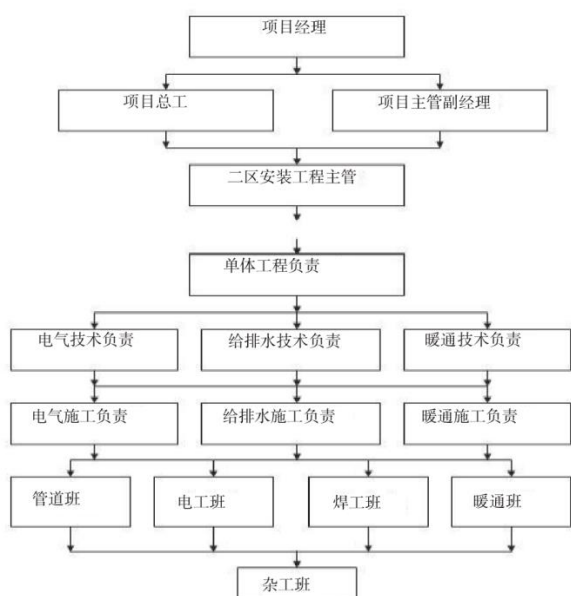 项目经理
项目总工
项目主管副经理
二区安装工程主管
单体工程负责
电气技术负责
给排水技术负责
暖通技术负责
电气施工负责
给排水施工负责
暖通施工负责
管道班
电工班
焊工班
暖通班
杂工班